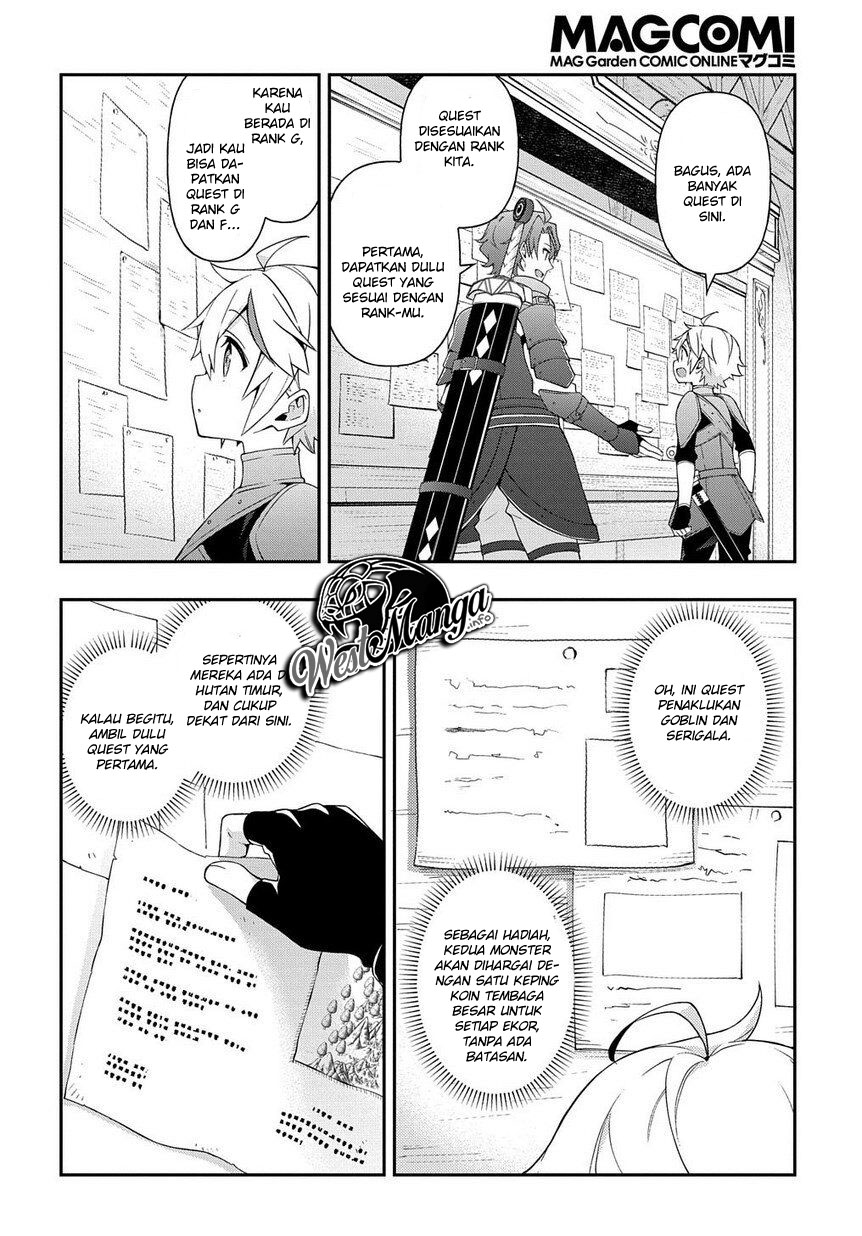 MAGCOMI
MAG Garden COMIC ONLINE マグコミ
BAGUS, ADA
BANYAK
QUEST DI
SINI.
QUEST
DISESUAIKAN
DENGAN RANK
KITA.
PERTAMA,
DAPATKAN DULU
QUEST YANG
SESUAI DENGAN
RANK-MU.
KARENA
KAU
BERADA DI
RANK G,
JADI KAU
BISA DA-
PATKAN
QUEST DI
RANK G
DAN F...
OH, INI QUEST
PENAKLUKAN
GOBLIN DAN
SERIGALA.
SEBAGAI HADIAH,
KEDUA MONSTER
AKAN DIHARGAI DE-
NGAN SATU KEPING
KOIN TEMBAGA
BESAR UNTUK
SETIAP EKOR,
TANPA ADA
BATASAN.
SEPERTINYA
MEREKA ADA DI
HUTAN TIMUR,
DAN CUKUP
DEKAT DARI SINI.
KALAU BEGITU,
AMBIL DULU
QUEST YANG
PERTAMA.
WestManga
.info